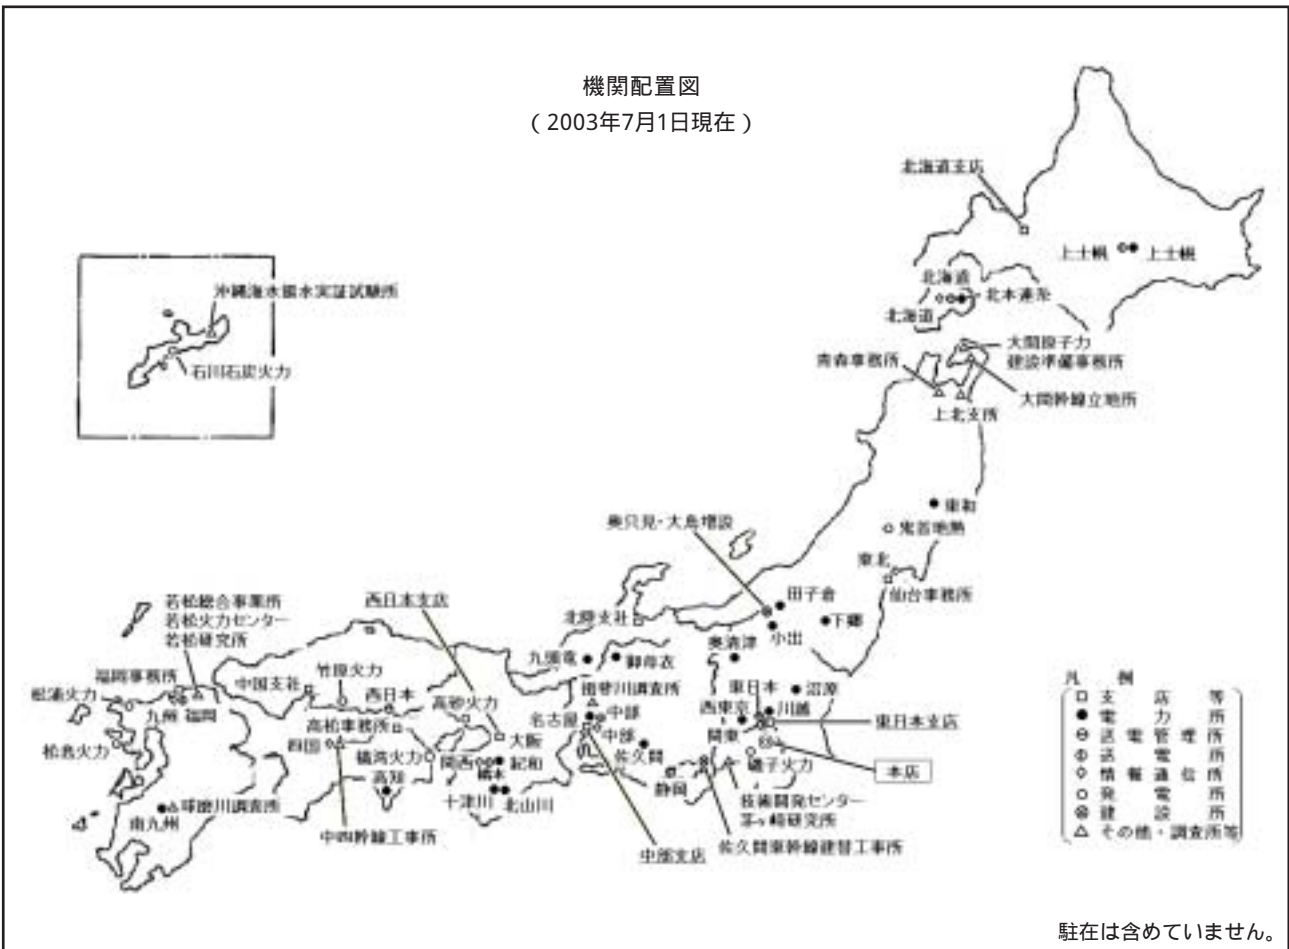 機関配置図
（2003年7月1日現在）
北海道支店
上士幌
上士幌
北海道
北本連系
北海道
大間原子力
建設準備事務所
青森事務所
大間幹線立地所
上北支所
沖縄海水揚水実証試験所
石川石炭火力
東和
鬼首地熱
奥只見・大鳥増設
東北
仙台事務所
田子倉
下郷
小出
奥清津
北陸支社
西日本支店
若松総合事業所
若松火力センター
若松研究所
九頭竜
御母衣
福岡事務所
竹原火力
中国支社
西日本
松浦火力
九州
福岡
高砂火力
揖斐川調査所
東日本
沼原
川越
西東京
東日本支店
名古屋
中部
中部
高松事務所
四国
松島火力
大阪
関東
橘湾火力
関西
紀和
橋本
佐久間
磯子火力
本店
高知
静岡
十津川
北山川
技術開発センター
茅ヶ崎研究所
球磨川調査所
南九州
中四幹線工事所
中部支店
佐久間東幹線建替工事所
凡例
支店等
電力所
送電管理所
送電所
情報通信所
発電所
建設所
その他・調査所等
駐在は含めていません。